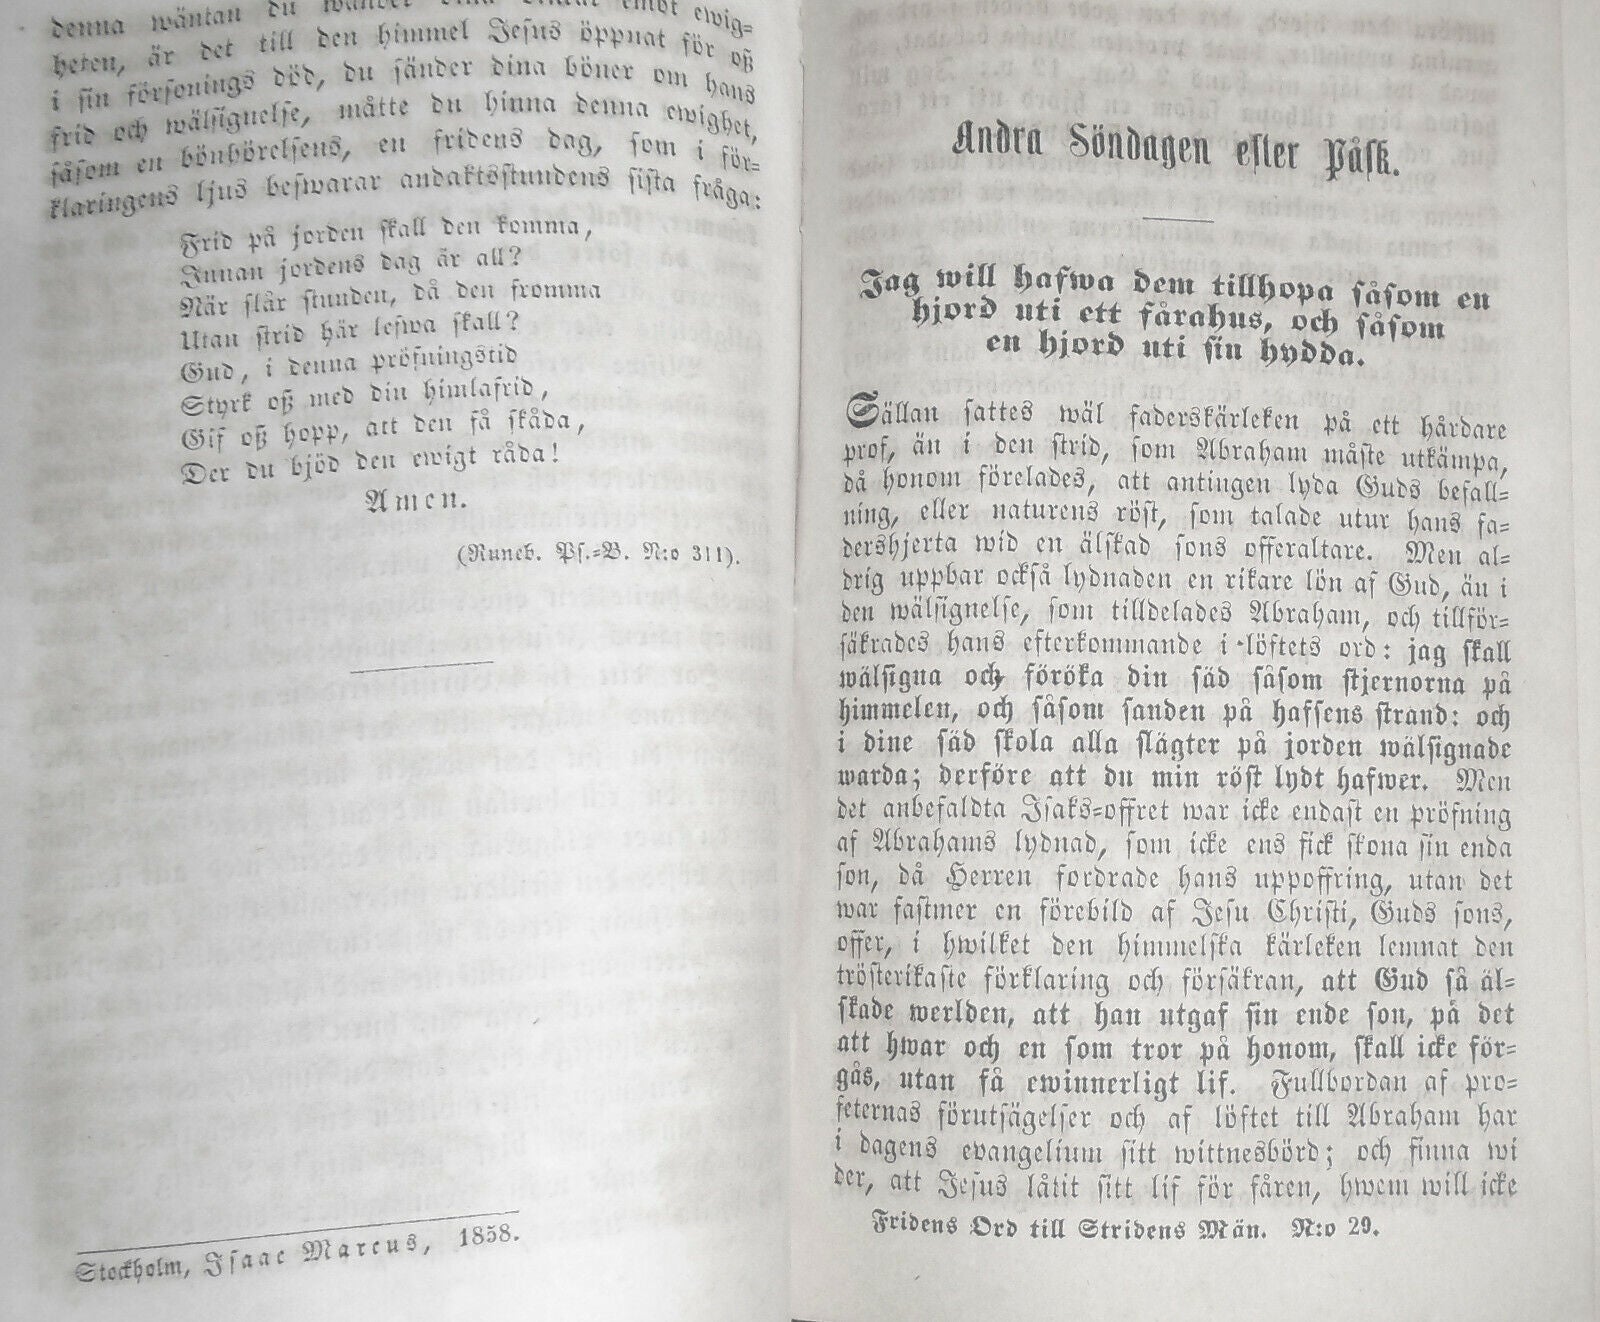 denna wäntan du
heten, är det till den himmel Jesus öppnat för oß
i sin försonings död, du sänder dina böner om hans
frid och wälsignelse, måtte du hinna denna ewighet,
såsom en bönhörelsens, en fridens dag, som i för=
klaringens ljus beswarar andaktsstundens sista fråga:
Frid på jorden skall den komma,
Innan jordens dag är all?
När slår stunden, då den fromma
Utan strid här lefwa skall?
Gud, i denna pröfningstid
Styrk oß med din himlafrid,
Gif oß hopp, att den få skåda,
Der du bjöd den ewigt råda!
Amen.
(Runeb. Ps.=B. N:o 311).
Stockholm, Isaac Marcus, 1858.
Andra Söndagen efter Påsk.
Jag will hafwa dem tillhopa såsom en
hjord uti ett fårahus, och såsom
en hjord uti sin hydda.
Sällan sattes wäl faderskärleken på ett hårdare
prof, än i den strid, som Abraham måste utkämpa,
då honom förelades, att antingen lyda Guds befall=
ning, eller naturens röst, som talade utur hans fa=
dershjerta wid en älskad sons offeraltare. Men al=
drig uppbar också lydnaden en rikare lön af Gud, än i
den wälsignelse, som tilldelades Abraham, och tillför=
säkrades hans efterkommande i löftets ord: jag skall
wälsigna och föröka din säd såsom stjernorna på
himmelen, och såsom sanden på hafsens strand: och
i dine säd skola alla slägter på jorden wälsignade
warda; derföre att du min röst lydt hafwer. Men
det anbefaldta Isaks=offret war icke endast en pröfning
af Abrahams lydnad, som icke ens fick skona sin enda
son, då Herren fordrade hans uppoffring, utan det
war fastmer en förebild af Jesu Christi, Guds sons,
offer, i hwilket den himmelska kärleken lemnat den
trösterikaste förklaring och försäkran, att Gud så äl=
skade werlden, att han utgaf sin ende son, på det
att hwar och en som tror på honom, skall icke för=
gås, utan få ewinnerligt lif. Fullbordan af pro=
feternas förutsägelser och af löftet till Abraham har
i dagens evangelium sitt wittnesbörd; och finna wi
der, att Jesus låtit sitt lif för fåren, hwem will icke
Fridens Ord till Stridens Män. N:o 29.